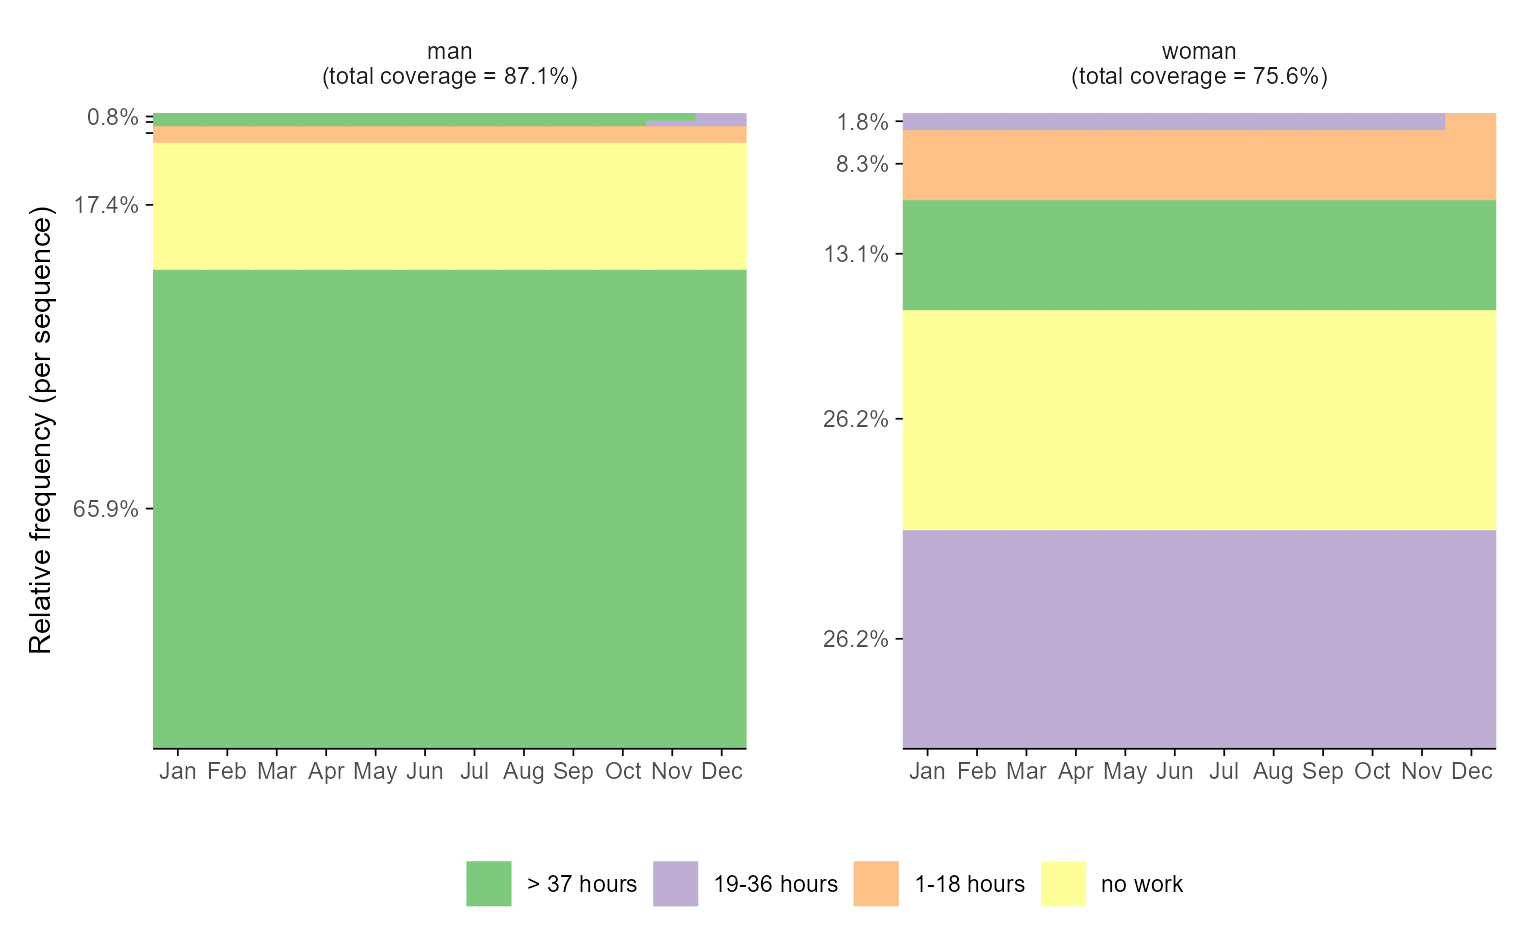 man
(total coverage = 87.1%)
woman
(total coverage = 75.6%)
Relative frequency (per sequence)
0.8%
17.4%
65.9%
1.8%
8.3%
13.1%
26.2%
26.2%
Jan Feb Mar Apr May Jun Jul Aug Sep Oct Nov Dec
Jan Feb Mar Apr May Jun Jul Aug Sep Oct Nov Dec
> 37 hours 19-36 hours 1-18 hours no work